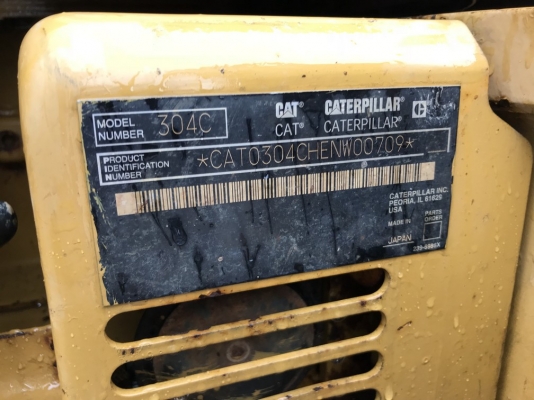 MODEL NUMBER 304C
CAT® CATERPILLAR®
CAT® CATERPILLAR®
PRODUCT IDENTIFICATION NUMBER *CAT0304CHENW00709*
CATERPILLAR INC.
PEORIA, IL 61629
USA
MADE IN
JAPAN
PARTS ORDER